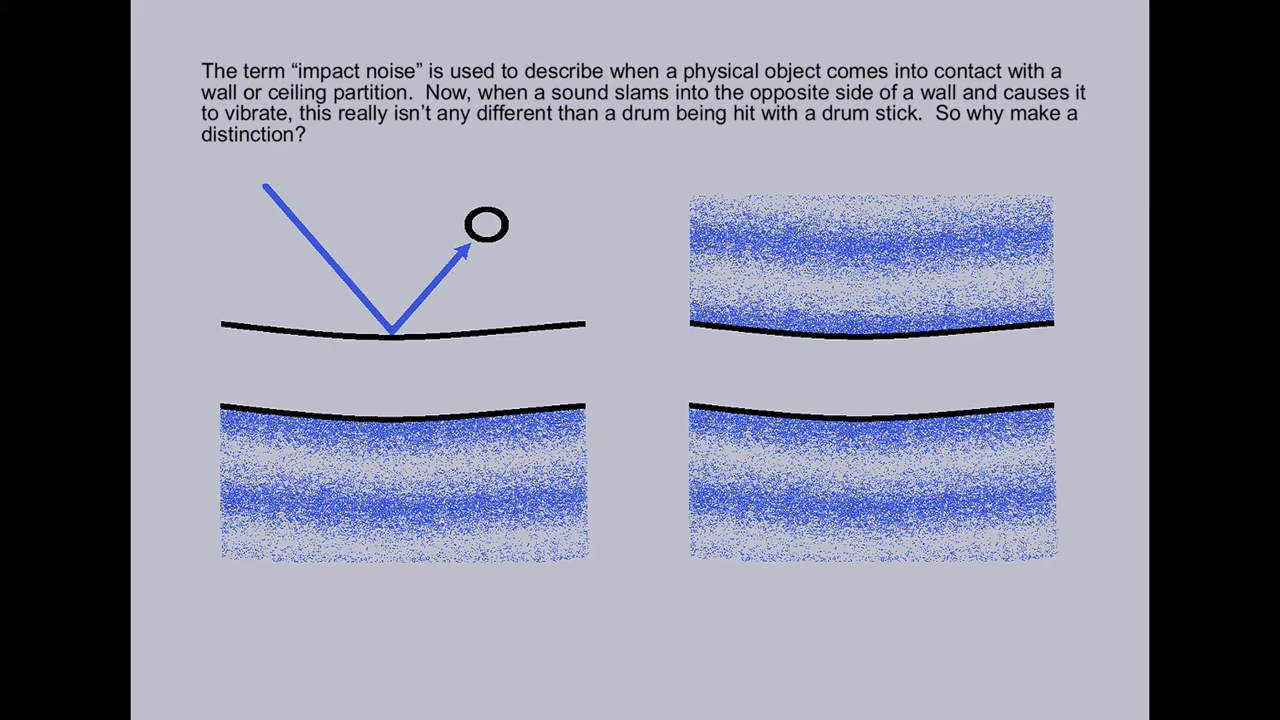 The term “impact noise” is used to describe when a physical object comes into contact with a
wall or ceiling partition.  Now, when a sound slams into the opposite side of a wall and causes it
to vibrate, this really isn’t any different than a drum being hit with a drum stick.  So why make a
distinction?